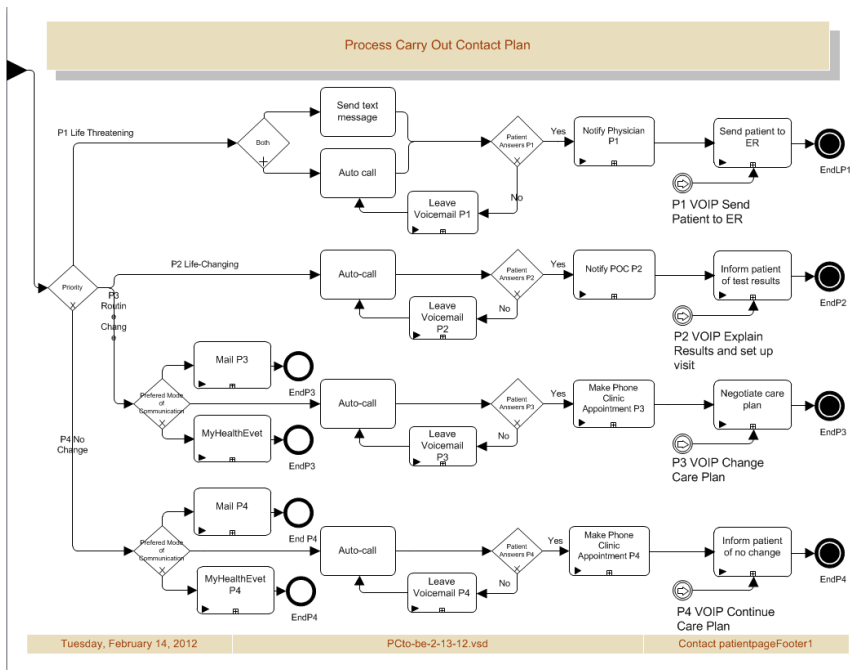 Process Carry Out Contact Plan
P1 Life Threatening
Both
Send text
message
Auto call
Patient
Answers P1
X
Yes
No
Leave
Voicemail P1
Notify Physician
P1
Send patient to
ER
EndLP1
P1 VOIP Send
Patient to ER
Priority
X
P2 Life-Changing
Auto-call
Patient
Answers P2
X
Yes
No
Leave
Voicemail
P2
Notify POC P2
Inform patient
of test results
EndP2
P2 VOIP Explain
Results and set up
visit
P3
Routin
e
Chang
e
Prefered Mode
of
Communication
X
Mail P3
EndP3
MyHealthEvet
EndP3
Auto-call
Patient
Answers P3
X
Yes
No
Leave
Voicemail
P3
Make Phone
Clinic
Appointment P3
Negotiate care
plan
EndP3
P3 VOIP Change
Care Plan
P4 No
Change
Prefered Mode
of
Communication
X
Mail P4
End P4
MyHealthEvet
P4
EndP4
Auto-call
Patient
Answers P4
X
Yes
No
Leave
Voicemail P4
Make Phone
Clinic
Appointment P4
Inform patient
of no change
EndP4
P4 VOIP Continue
Care Plan
Tuesday, February 14, 2012
PCto-be-2-13-12.vsd
Contact patientpageFooter1